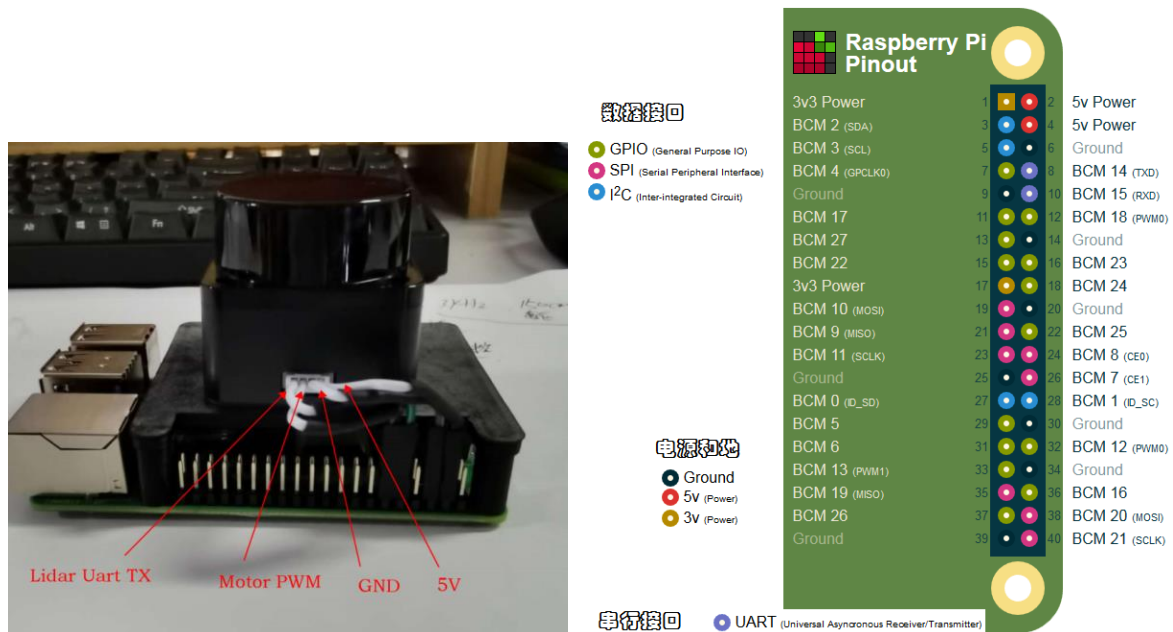 Lidar Uart TX
Motor PWM
GND
5V
Alt
Fn
数据接口
GPIO (General Purpose IO)
SPI (Serial Peripheral Interface)
I²C (Inter-integrated Circuit)
电源和地
Ground
5v (Power)
3v (Power)
串行接口
UART (Universal Asyncronous Receiver/Transmitter)
Raspberry Pi
Pinout
3v3 Power 1 2 5v Power
BCM 2 (SDA) 3 4 5v Power
BCM 3 (SCL) 5 6 Ground
BCM 4 (GPCLK0) 7 8 BCM 14 (TXD)
Ground 9 10 BCM 15 (RXD)
BCM 17 11 12 BCM 18 (PWM0)
BCM 27 13 14 Ground
BCM 22 15 16 BCM 23
3v3 Power 17 18 BCM 24
BCM 10 (MOSI) 19 20 Ground
BCM 9 (MISO) 21 22 BCM 25
BCM 11 (SCLK) 23 24 BCM 8 (CE0)
Ground 25 26 BCM 7 (CE1)
BCM 0 (ID_SD) 27 28 BCM 1 (ID_SC)
BCM 5 29 30 Ground
BCM 6 31 32 BCM 12 (PWM0)
BCM 13 (PWM1) 33 34 Ground
BCM 19 (MISO) 35 36 BCM 16
BCM 26 37 38 BCM 20 (MOSI)
Ground 39 40 BCM 21 (SCLK)